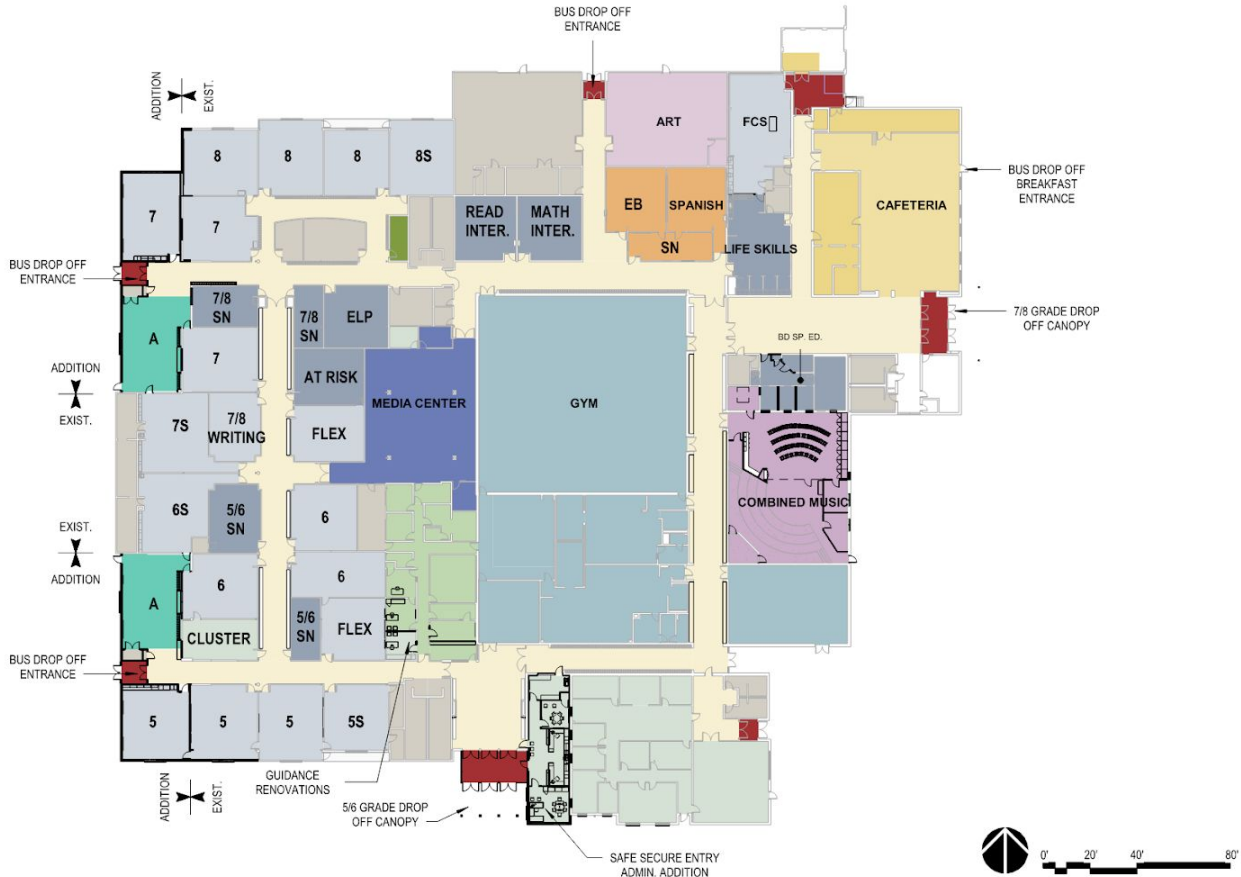 BUS DROP OFF
ENTRANCE
ADDITION
EXIST.
ART
FCS
8
8
8
8S
BUS DROP OFF
BREAKFAST
ENTRANCE
7
7
READ
INTER.
MATH
INTER.
EB
SPANISH
SN
CAFETERIA
LIFE SKILLS
BUS DROP OFF
ENTRANCE
7/8
SN
7/8
SN
ELP
7/8 GRADE DROP
OFF CANOPY
A
7
BD SP. ED.
AT RISK
ADDITION
EXIST.
MEDIA CENTER
GYM
7S
7/8
WRITING
FLEX
COMBINED MUSIC
6S
5/6
SN
6
EXIST.
ADDITION
A
6
6
CLUSTER
5/6
SN
FLEX
BUS DROP OFF
ENTRANCE
5
5
5
5S
ADDITION
EXIST.
GUIDANCE
RENOVATIONS
5/6 GRADE DROP
OFF CANOPY
SAFE SECURE ENTRY
ADMIN. ADDITION
0' 20' 40' 80'